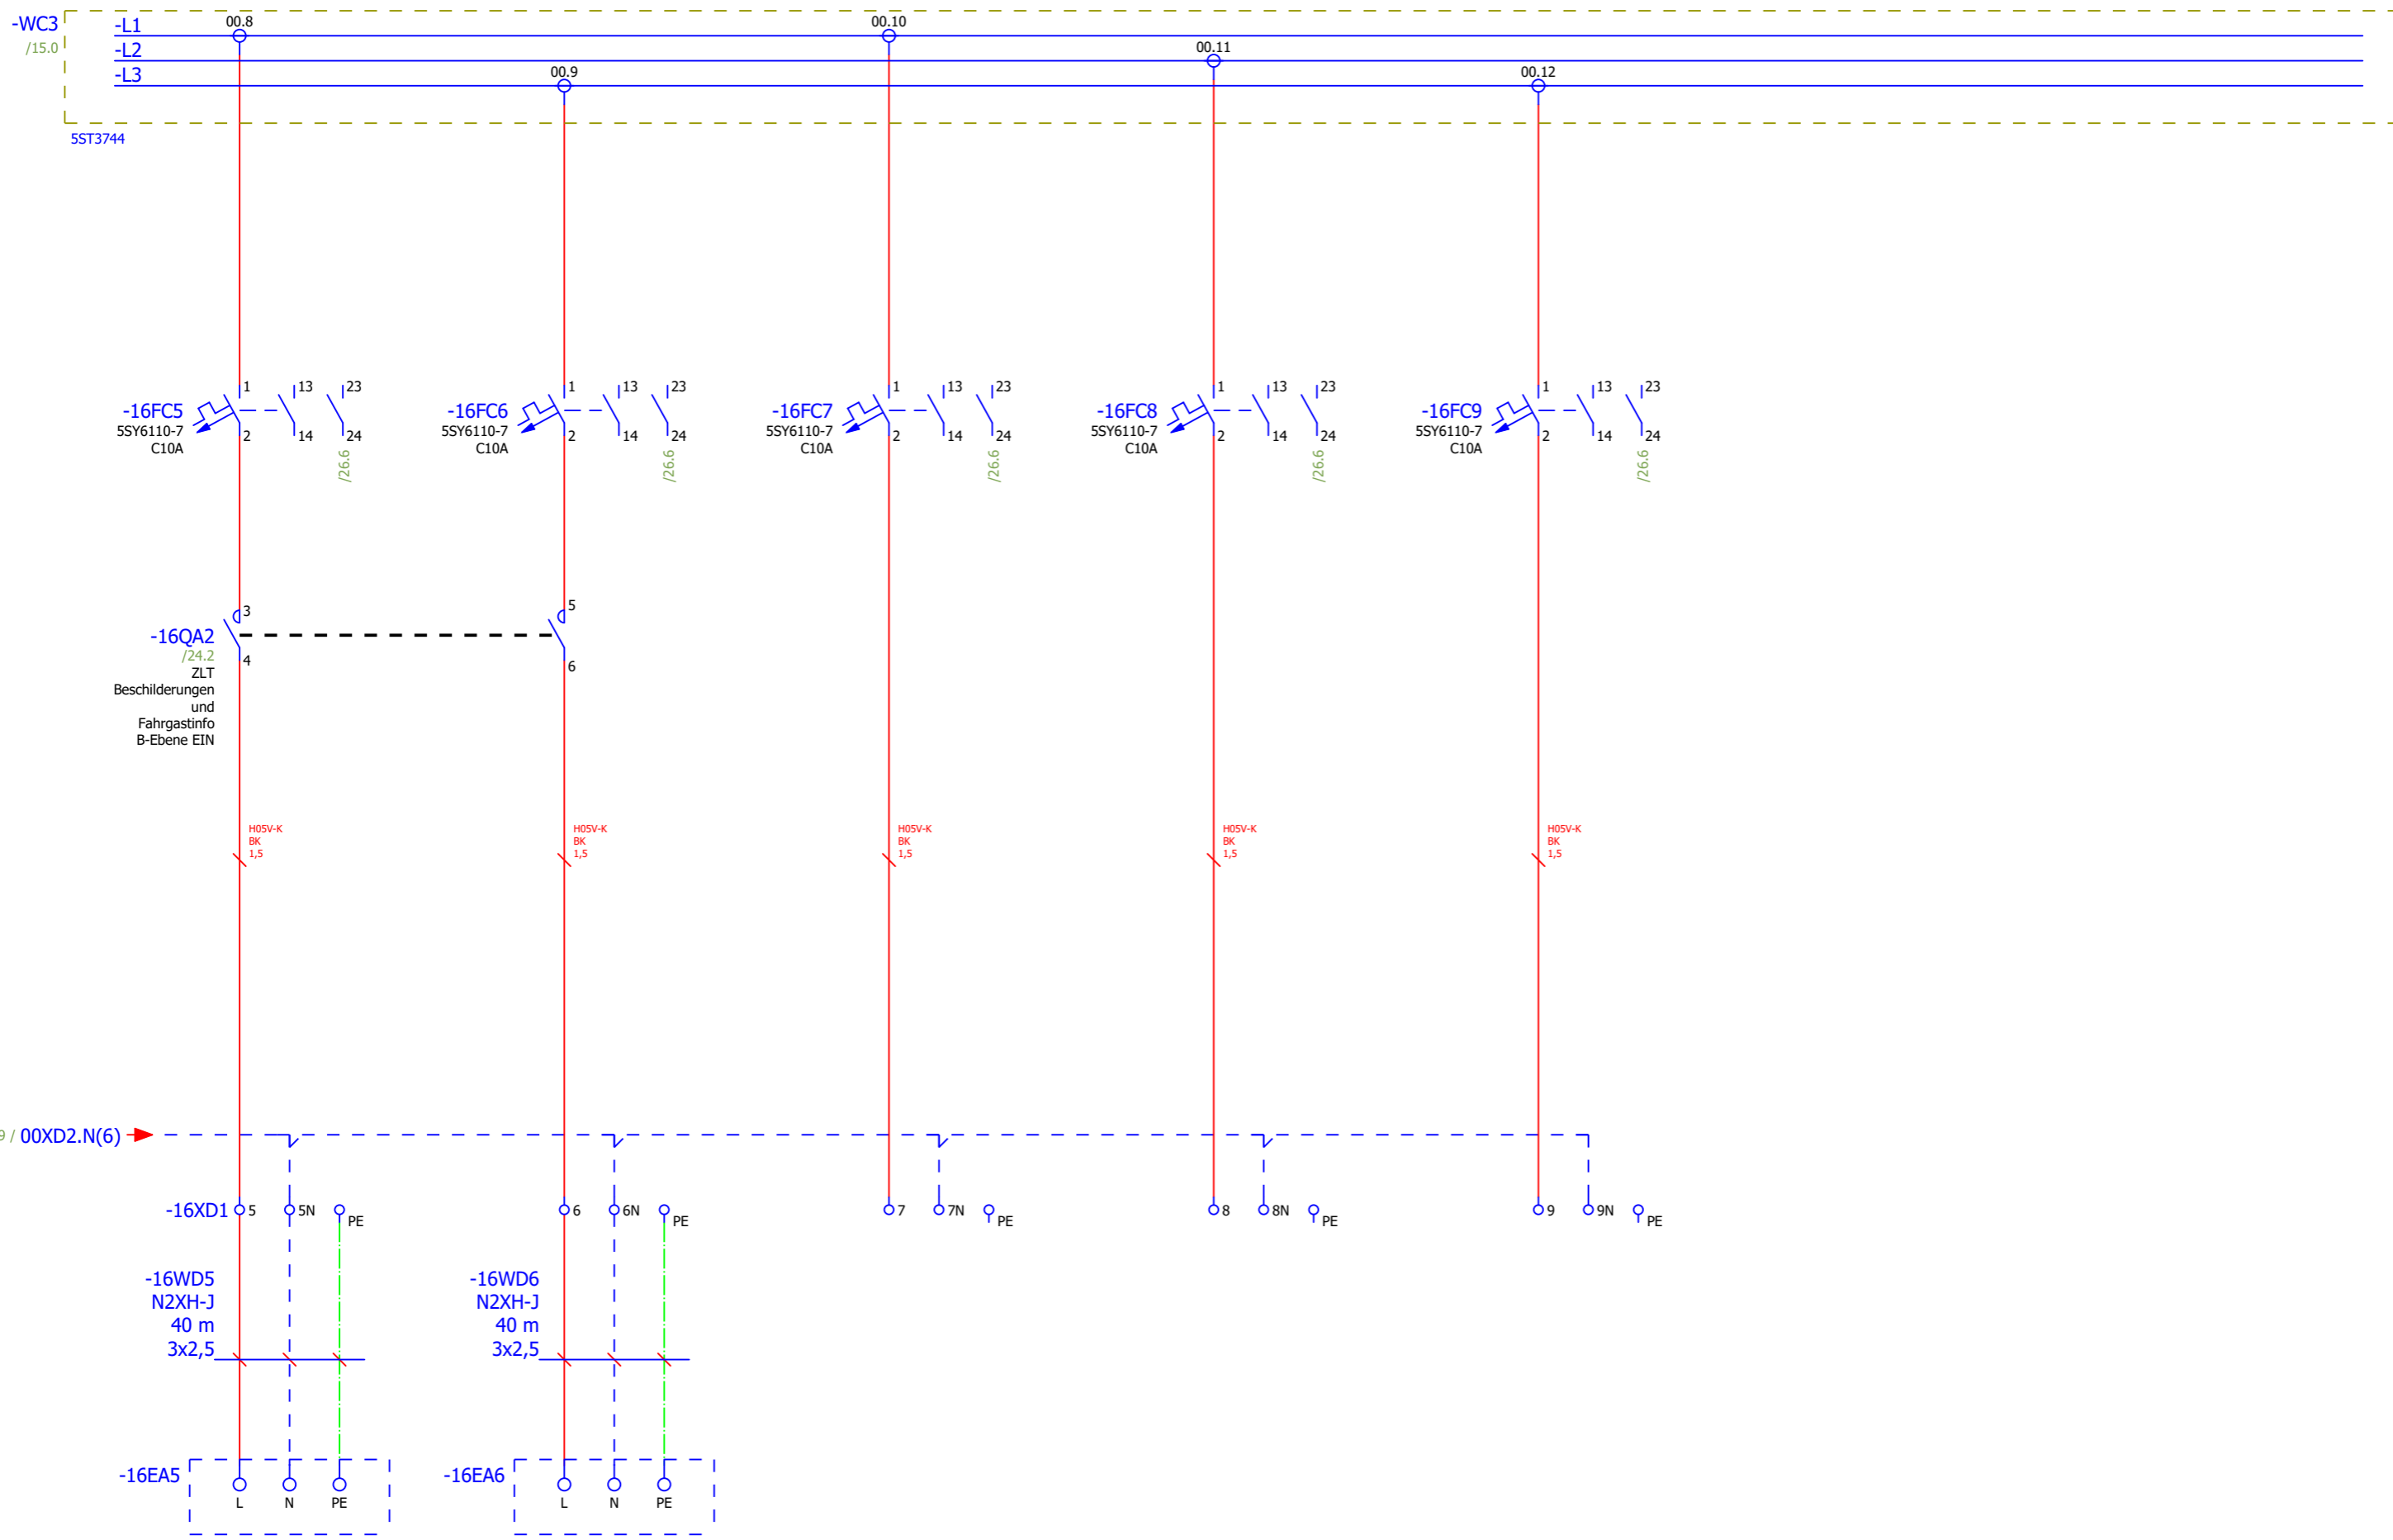 -WC3
/15.0
-L1
-L2
-L3
00.8
00.9
00.10
00.11
00.12
5ST3744
-16FC5
5SY6110-7
C10A
1
2
13
14
23
24
/26.6
-16FC6
5SY6110-7
C10A
1
2
13
14
23
24
/26.6
-16FC7
5SY6110-7
C10A
1
2
13
14
23
24
/26.6
-16FC8
5SY6110-7
C10A
1
2
13
14
23
24
/26.6
-16FC9
5SY6110-7
C10A
1
2
13
14
23
24
/26.6
-16QA2
/24.2
ZLT
Beschilderungen
und
Fahrgastinfo
B-Ebene EIN
3
4
5
6
H05V-K
BK
1,5
H05V-K
BK
1,5
H05V-K
BK
1,5
H05V-K
BK
1,5
H05V-K
BK
1,5
9 / 00XD2.N(6)
-16XD1
5
5N
PE
6
6N
PE
7
7N
PE
8
8N
PE
9
9N
PE
-16WD5
N2XH-J
40 m
3x2,5
-16WD6
N2XH-J
40 m
3x2,5
-16EA5
L
N
PE
-16EA6
L
N
PE